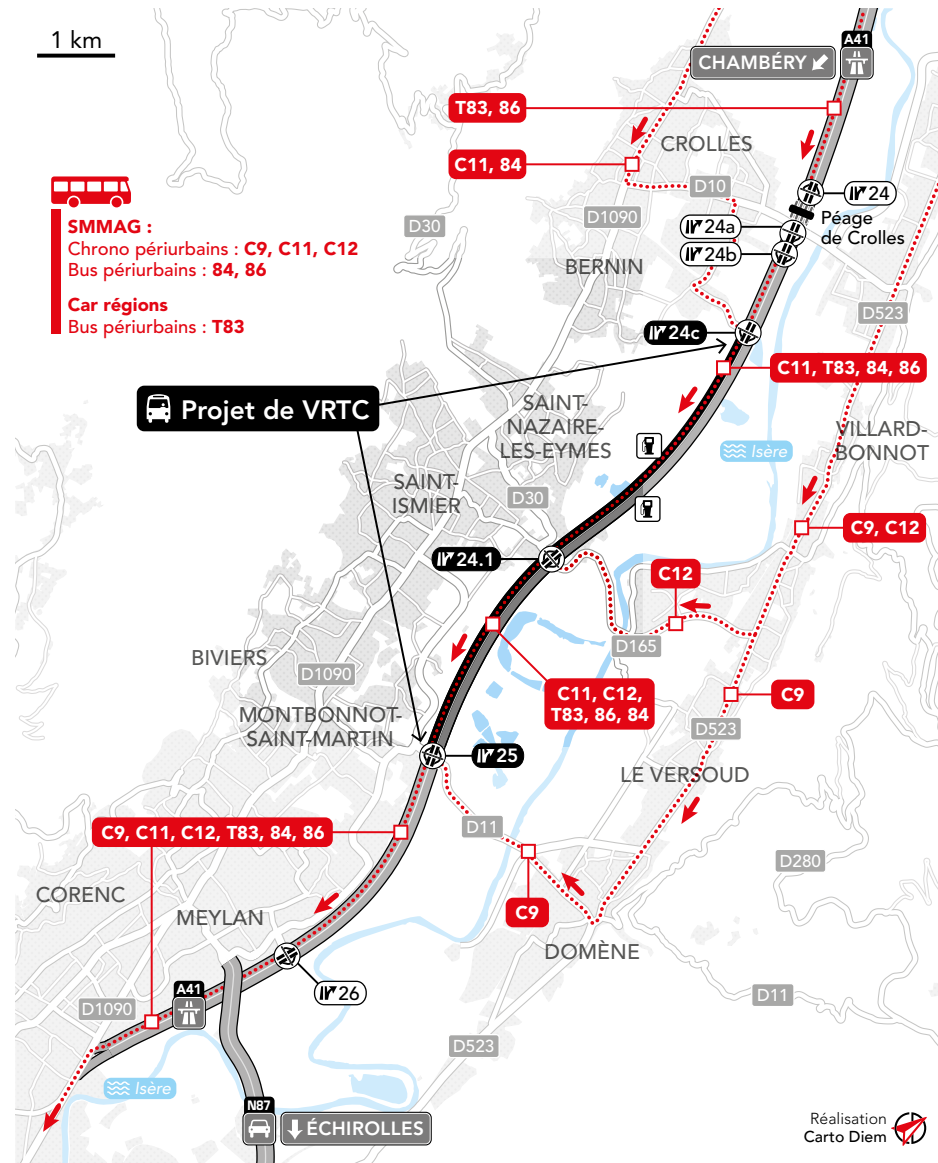 1 km
A41
CHAMBÉRY
T83, 86
CROLLES
C11, 84
D10
24
D1090
Péage
de Crolles
SMMAG :
Chrono périurbains : C9, C11, C12
Bus périurbains : 84, 86
Car régions
Bus périurbains : T83
D30
24a
24b
BERNIN
D523
24c
C11, T83, 84, 86
Projet de VRTC
SAINT-
NAZAIRE-
LES-EYMES
VILLARD-
BONNOT
Isère
SAINT-
ISMIER
D30
C9, C12
24.1
C12
D165
BIVIERS
D1090
C11, C12,
T83, 86, 84
C9
MONTBONNOT-
SAINT-MARTIN
D523
25
LE VERSOUD
C9, C11, C12, T83, 84, 86
D11
D280
CORENC
C9
MEYLAN
DOMÈNE
26
A41
D1090
D11
D523
Isère
N87
ÉCHIROLLES
Réalisation
Carto Diem